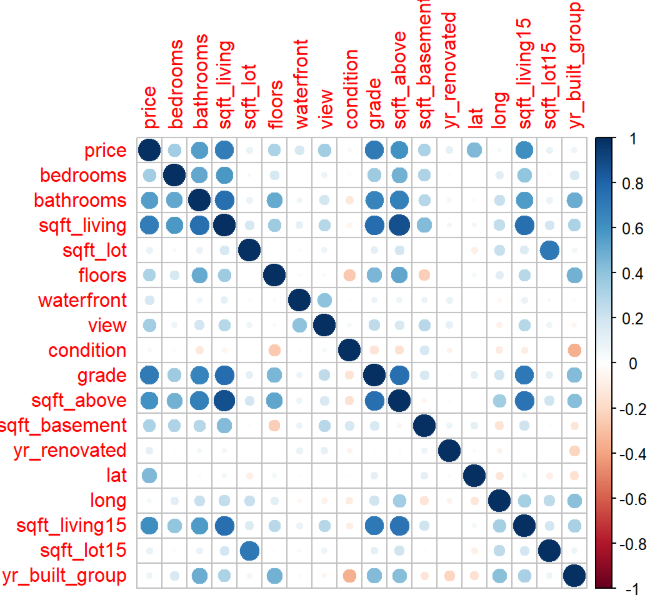 price
bedrooms
bathrooms
sqft_living
sqft_lot
floors
waterfront
view
condition
grade
sqft_above
sqft_basement
yr_renovated
lat
long
sqft_living15
sqft_lot15
yr_built_group
price
bedrooms
bathrooms
sqft_living
sqft_lot
floors
waterfront
view
condition
grade
sqft_above
sqft_basement
yr_renovated
lat
long
sqft_living15
sqft_lot15
yr_built_group
1
0.8
0.6
0.4
0.2
0
-0.2
-0.4
-0.6
-0.8
-1